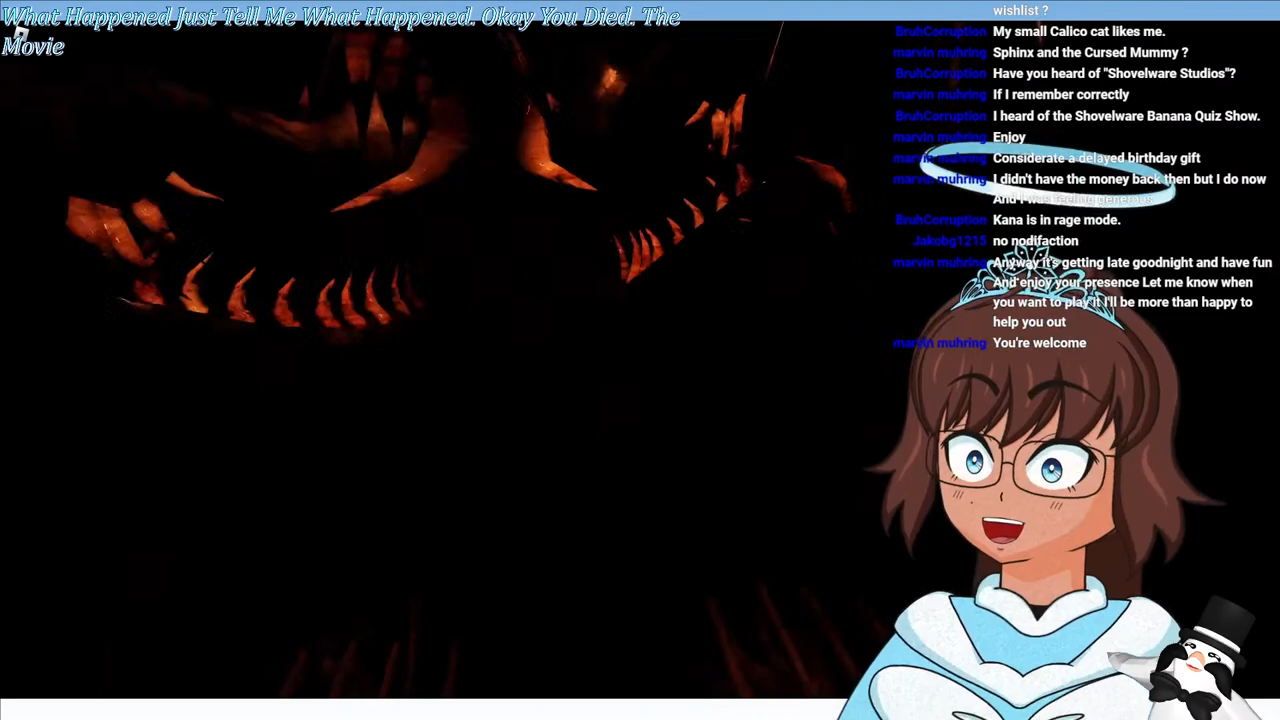 What Happened Just Tell Me What Happened. Okay You Died. The
Movie
wishlist ?
BruhCorruption My small Calico cat likes me.
marvin muhring Sphinx and the Cursed Mummy ?
BruhCorruption Have you heard of "Shovelware Studios"?
marvin muhring If I remember correctly
BruhCorruption I heard of the Shovelware Banana Quiz Show.
marvin muhring Enjoy
marvin muhring Considerate a delayed birthday gift
marvin muhring I didn't have the money back then but I do now
And I was feeling generous
BruhCorruption Kana is in rage mode.
Jakobg1215 no nodifaction
marvin muhring Anyway it's getting late goodnight and have fun
And enjoy your presence Let me know when
you want to play it I'll be more than happy to
help you out
marvin muhring You're welcome